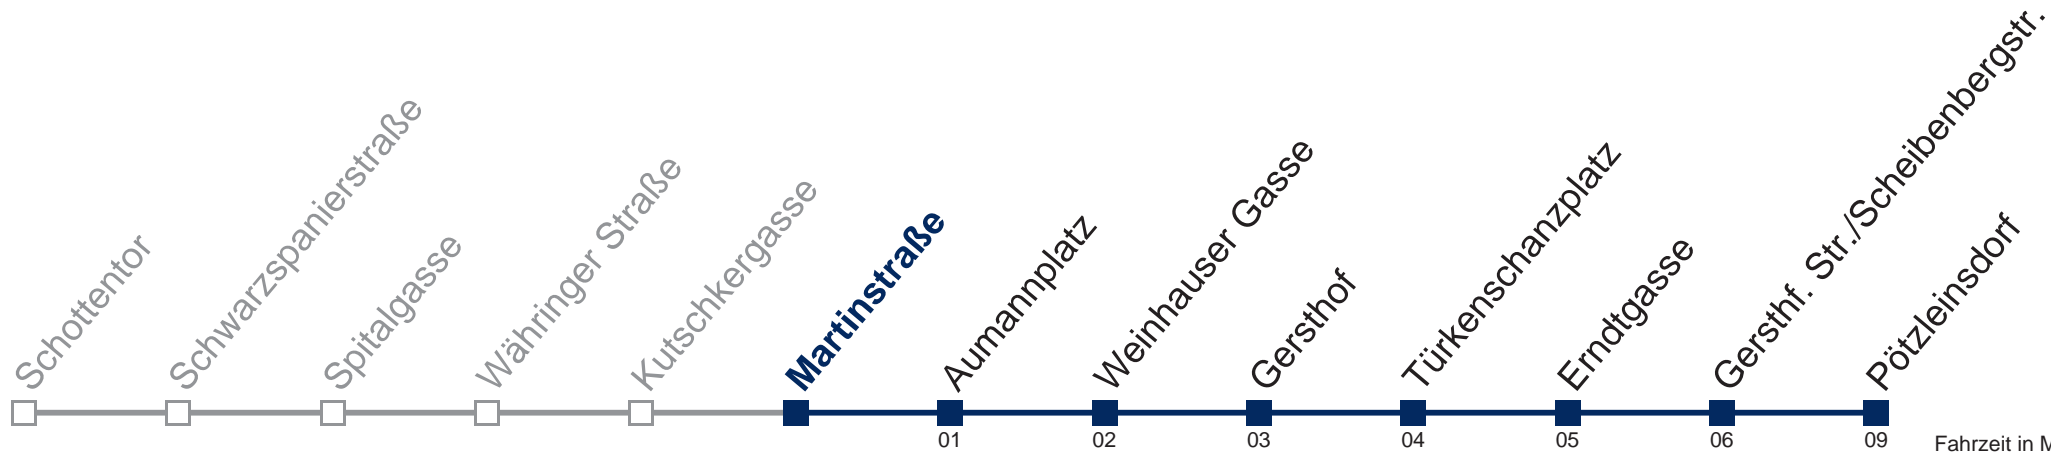 Schottentor
Schwarzspanierstraße
Spitalgasse
Währinger Straße
Kutschkergasse
Martinstraße
Aumannplatz
Weinhauser Gasse
Gersthof
Türkenschanzplatz
Erndtgasse
Gersthf. Str./Scheibenbergstr.
Pötzleinsdorf
01
02
03
04
05
06
09
Fahrzeit in M